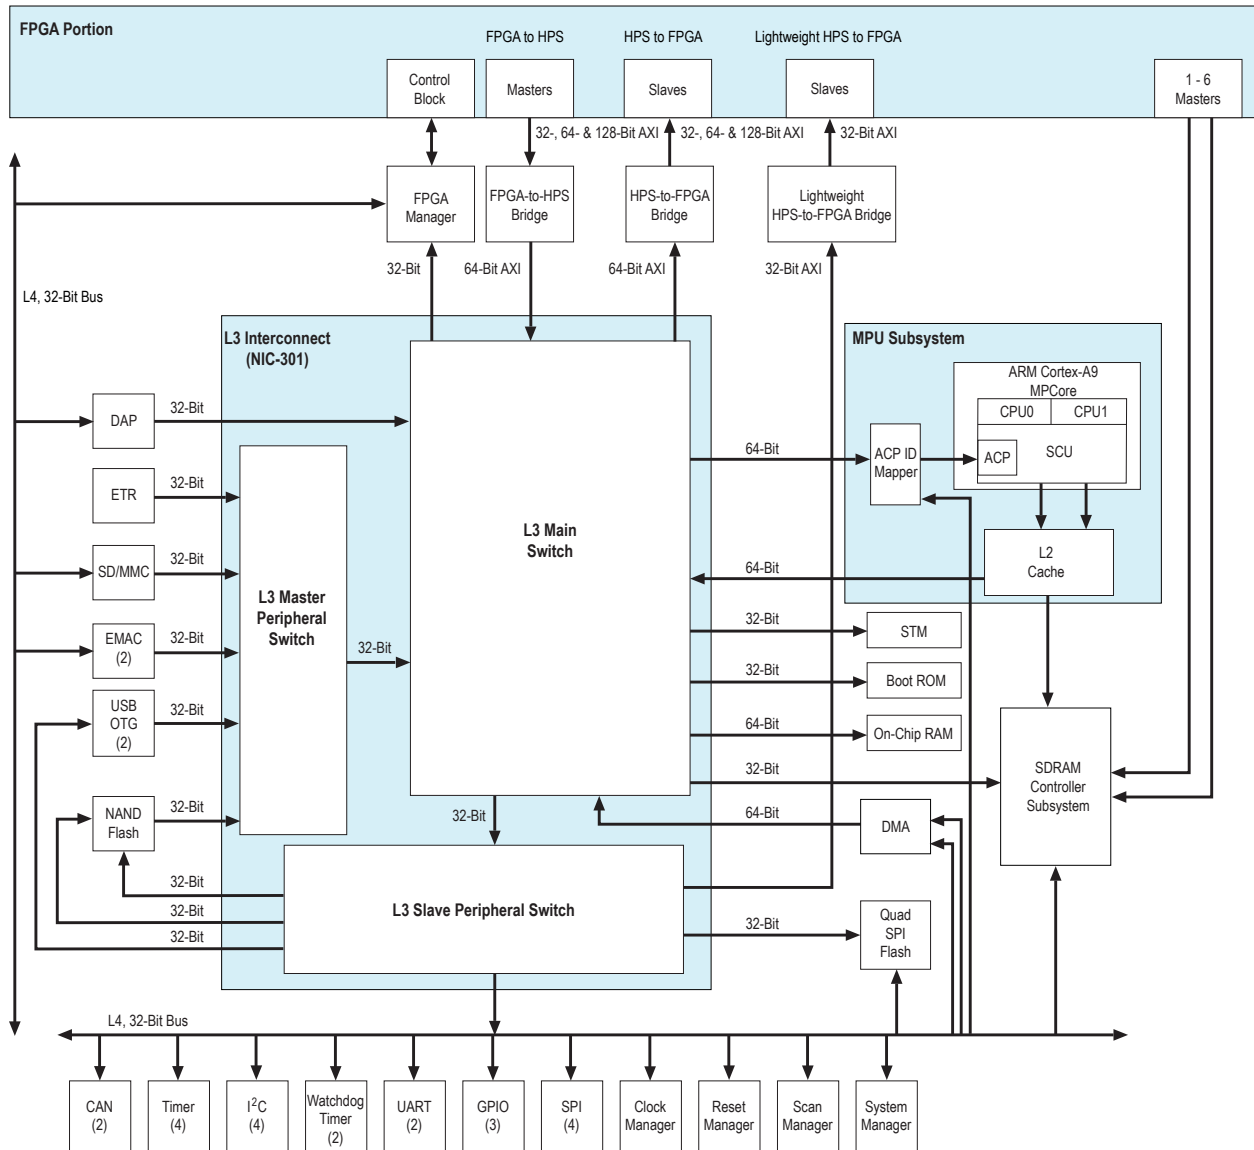 FPGA Portion
FPGA to HPS
HPS to FPGA
Lightweight HPS to FPGA
Control
Block
Masters
Slaves
Slaves
1 - 6
Masters
32-, 64- & 128-Bit AXI
32-, 64- & 128-Bit AXI
32-Bit AXI
FPGA
Manager
FPGA-to-HPS
Bridge
HPS-to-FPGA
Bridge
Lightweight
HPS-to-FPGA Bridge
32-Bit
64-Bit AXI
64-Bit AXI
32-Bit AXI
L4, 32-Bit Bus
L3 Interconnect
(NIC-301)
MPU Subsystem
ARM Cortex-A9
MPCore
CPU0
CPU1
ACP
SCU
ACP ID
Mapper
L2
Cache
DAP
32-Bit
ETR
32-Bit
SD/MMC
32-Bit
EMAC
(2)
32-Bit
USB
OTG
(2)
32-Bit
NAND
Flash
32-Bit
L3 Master
Peripheral
Switch
32-Bit
L3 Main
Switch
64-Bit
64-Bit
32-Bit
STM
32-Bit
Boot ROM
64-Bit
On-Chip RAM
32-Bit
SDRAM
Controller
Subsystem
64-Bit
DMA
32-Bit
L3 Slave Peripheral Switch
32-Bit
32-Bit
32-Bit
32-Bit
Quad
SPI
Flash
L4, 32-Bit Bus
CAN
(2)
Timer
(4)
I²C
(4)
Watchdog
Timer
(2)
UART
(2)
GPIO
(3)
SPI
(4)
Clock
Manager
Reset
Manager
Scan
Manager
System
Manager